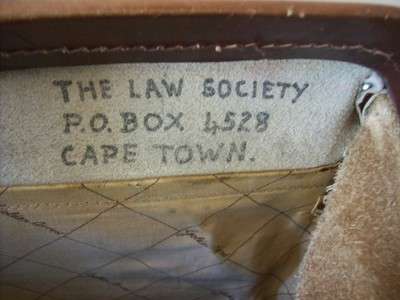 THE LAW SOCIETY
P.O. BOX 4528
CAPE TOWN.